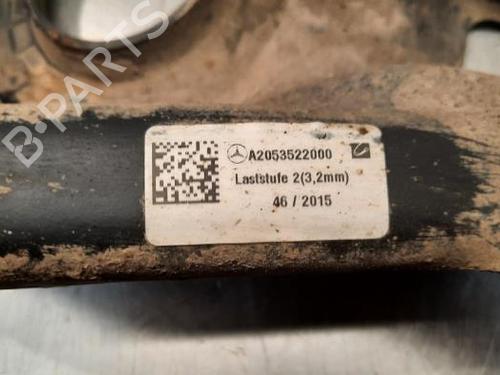 A2053522000
Laststufe 2(3,2mm)
46 / 2015
B-PARTS